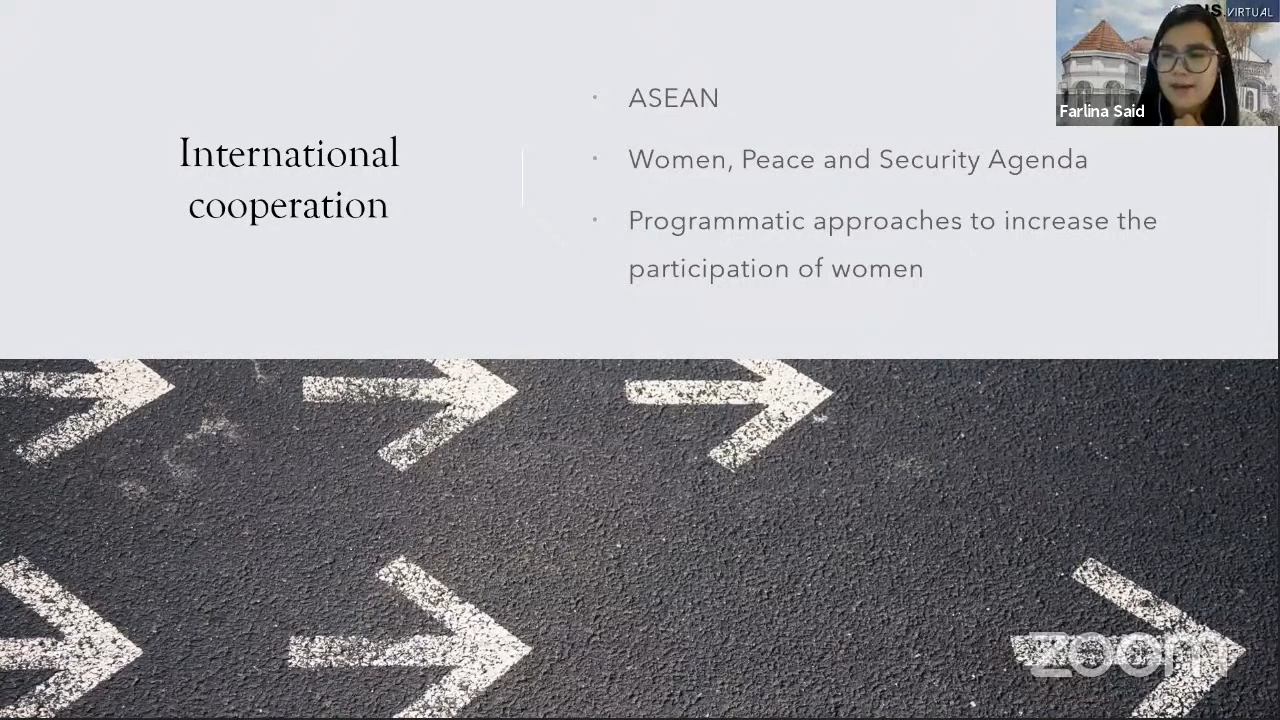 International
cooperation
ASEAN
Women, Peace and Security Agenda
Programmatic approaches to increase the
participation of women
VIRTUAL
Farlina Said
zoom